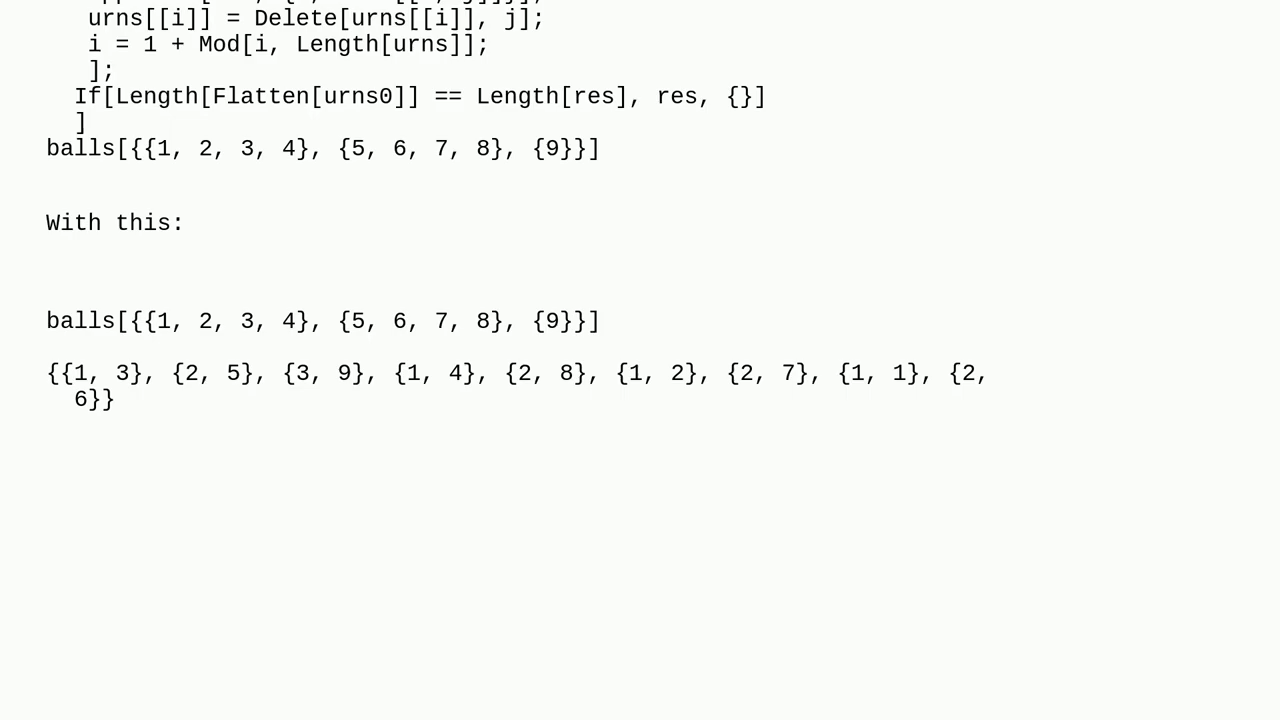 urns[[i]] = Delete[urns[[i]], j];
i = 1 + Mod[i, Length[urns]];
];
If[Length[Flatten[urns0]] == Length[res], res, {}]
]
balls[{{1, 2, 3, 4}, {5, 6, 7, 8}, {9}}]
With this:
balls[{{1, 2, 3, 4}, {5, 6, 7, 8}, {9}}]
{{1, 3}, {2, 5}, {3, 9}, {1, 4}, {2, 8}, {1, 2}, {2, 7}, {1, 1}, {2,
6}}